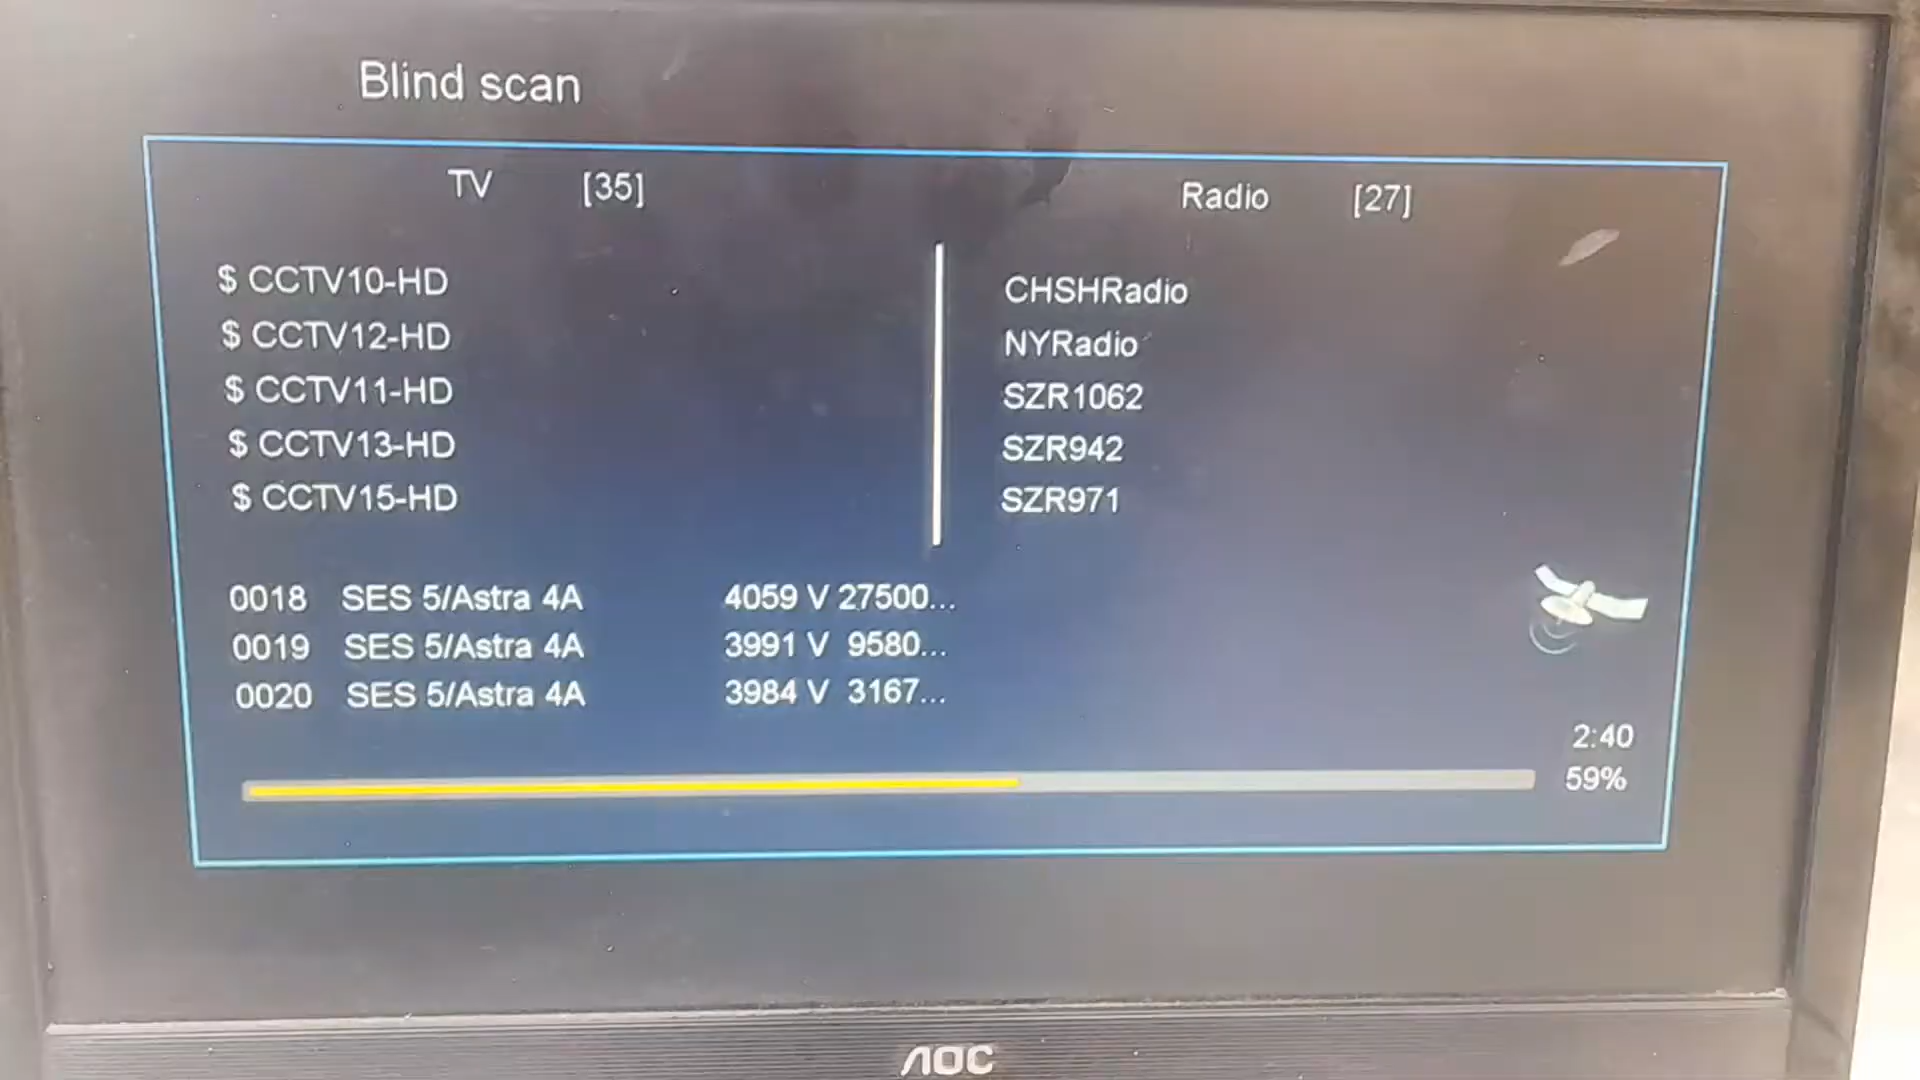 Blind scan
TV [35]
Radio [27]
$ CCTV10-HD
$ CCTV12-HD
$ CCTV11-HD
$ CCTV13-HD
$ CCTV15-HD
CHSHRadio
NYRadio
SZR1062
SZR942
SZR971
0018 SES 5/Astra 4A 4059 V 27500...
0019 SES 5/Astra 4A 3991 V 9580...
0020 SES 5/Astra 4A 3984 V 3167...
2:40
59%
AOC